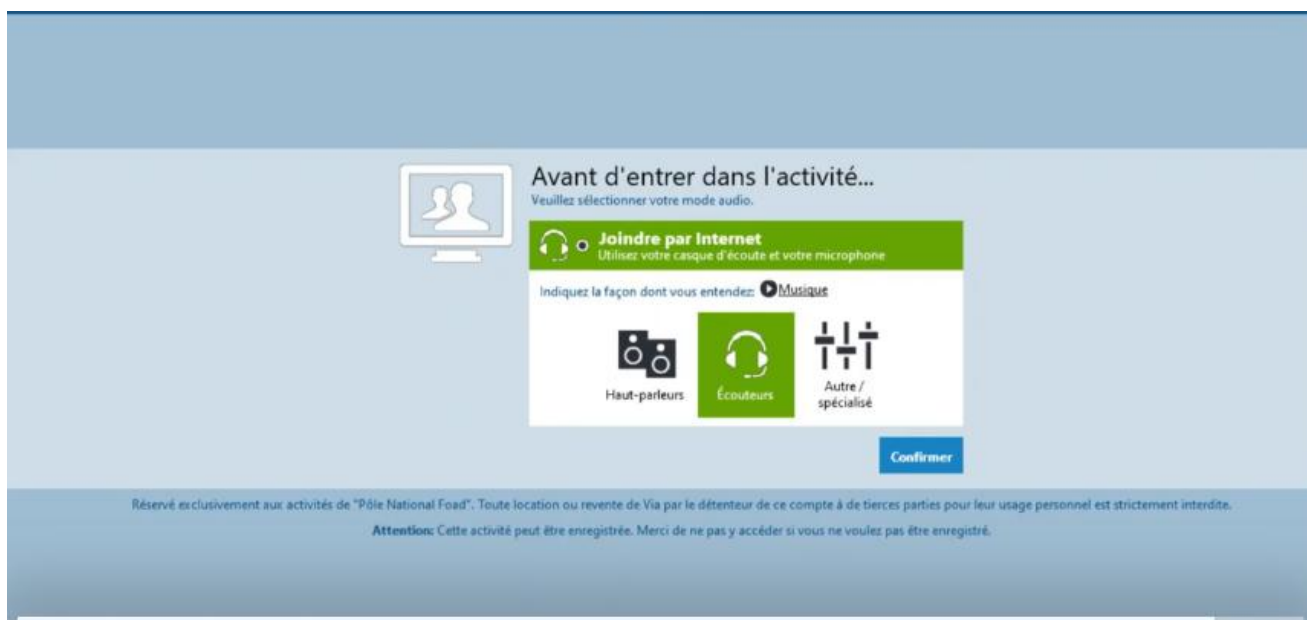 Avant d'entrer dans l'activité...
Veuillez sélectionner votre mode audio.
Joindre par Internet
Utilisez votre casque d'écoute et votre microphone
Indiquez la façon dont vous entendez: Musique
Haut-parleurs
Écouteurs
Autre /
spécialisé
Confirmer
Réservé exclusivement aux activités de "Pôle National Foad". Toute location ou revente de Via par le détenteur de ce compte à de tierces parties pour leur usage personnel est strictement interdite.
Attention: Cette activité peut être enregistrée. Merci de ne pas y accéder si vous ne voulez pas être enregistré.